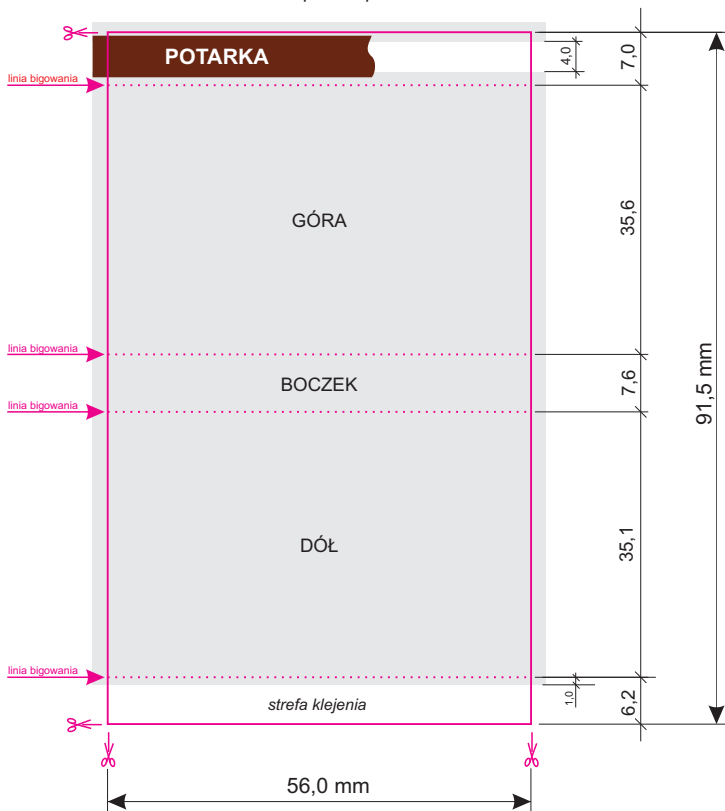 POTARKA
4,0
7,0
linia bigowania
GÓRA
35,6
linia bigowania
BOCZEK
7,6
91,5 mm
linia bigowania
DÓŁ
35,1
linia bigowania
1,0
6,2
strefa klejenia
56,0 mm